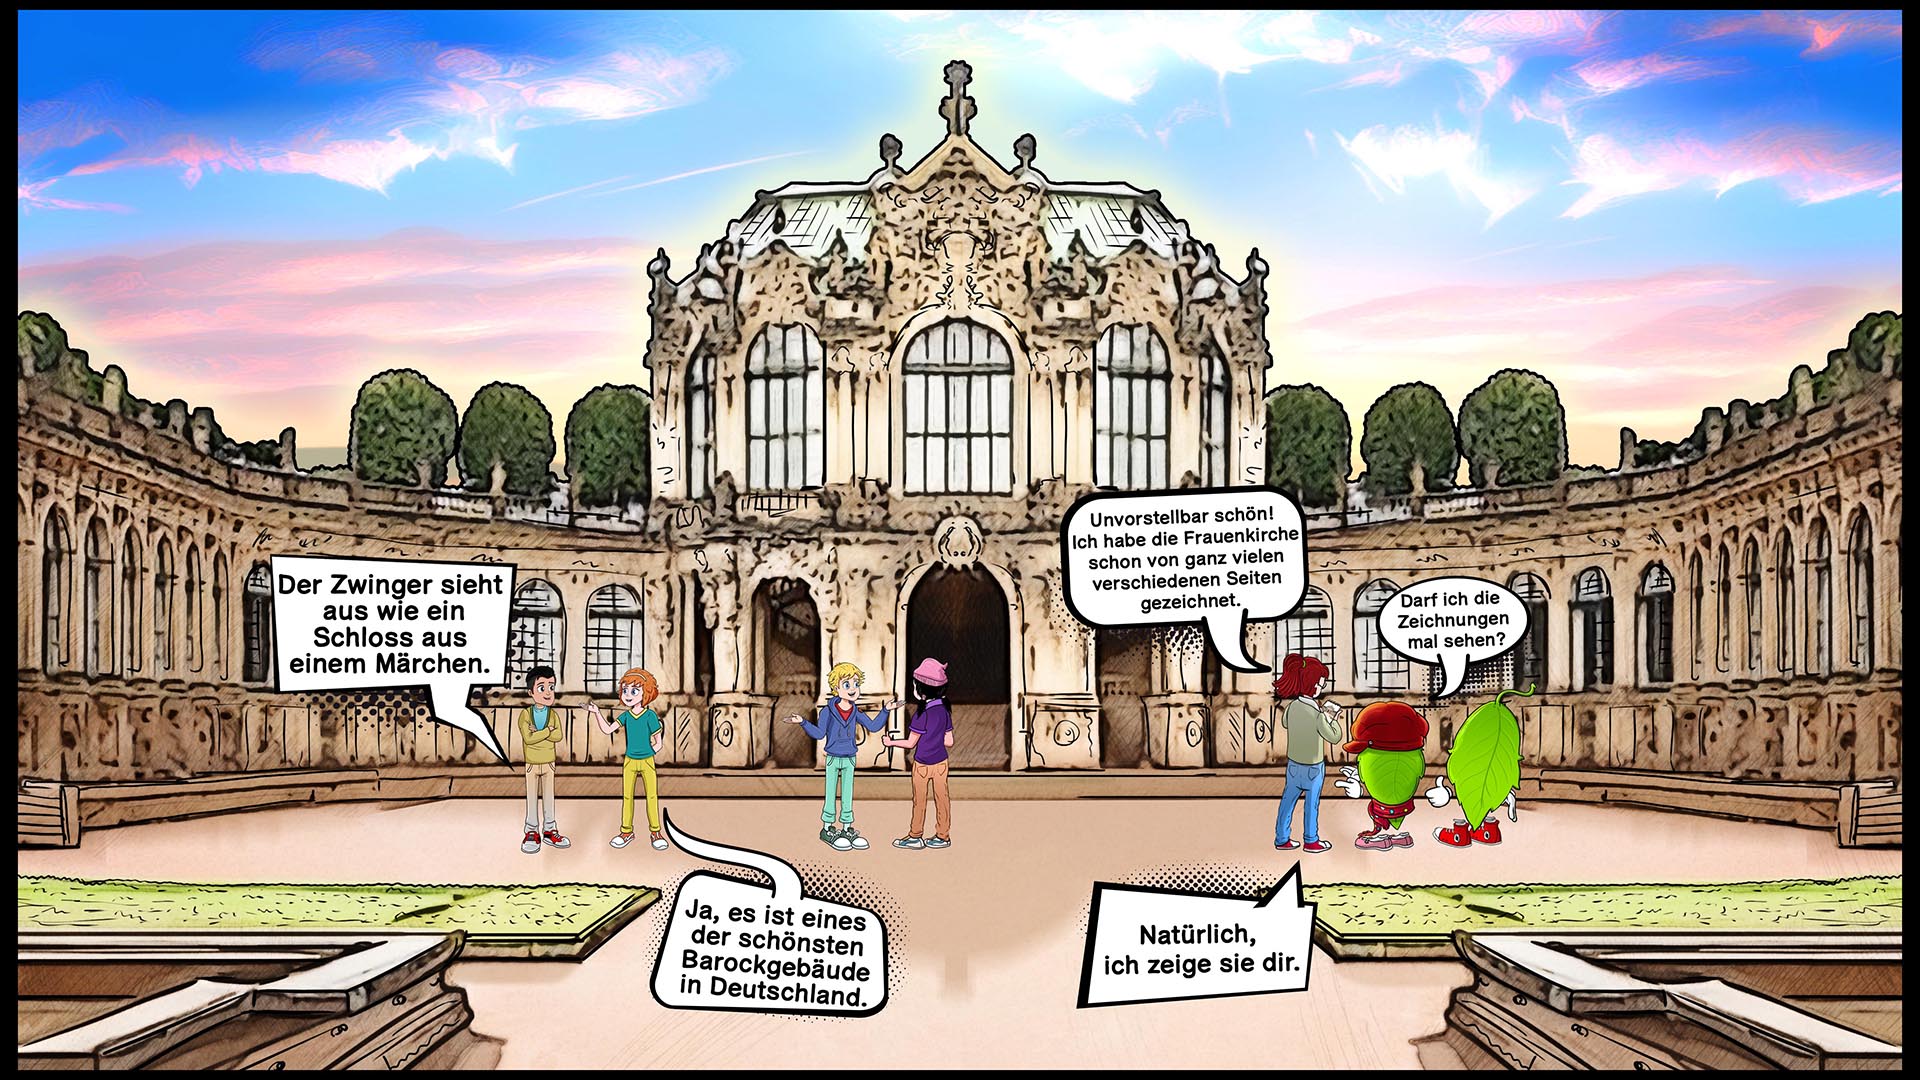 Der Zwinger sieht
aus wie ein
Schloss aus
einem Märchen.
Ja, es ist eines
der schönsten
Barockgebäude
in Deutschland.
Unvorstellbar schön!
Ich habe die Frauenkirche
schon von ganz vielen
verschiedenen Seiten
gezeichnet.
Darf ich die
Zeichnungen
mal sehen?
Natürlich,
ich zeige sie dir.